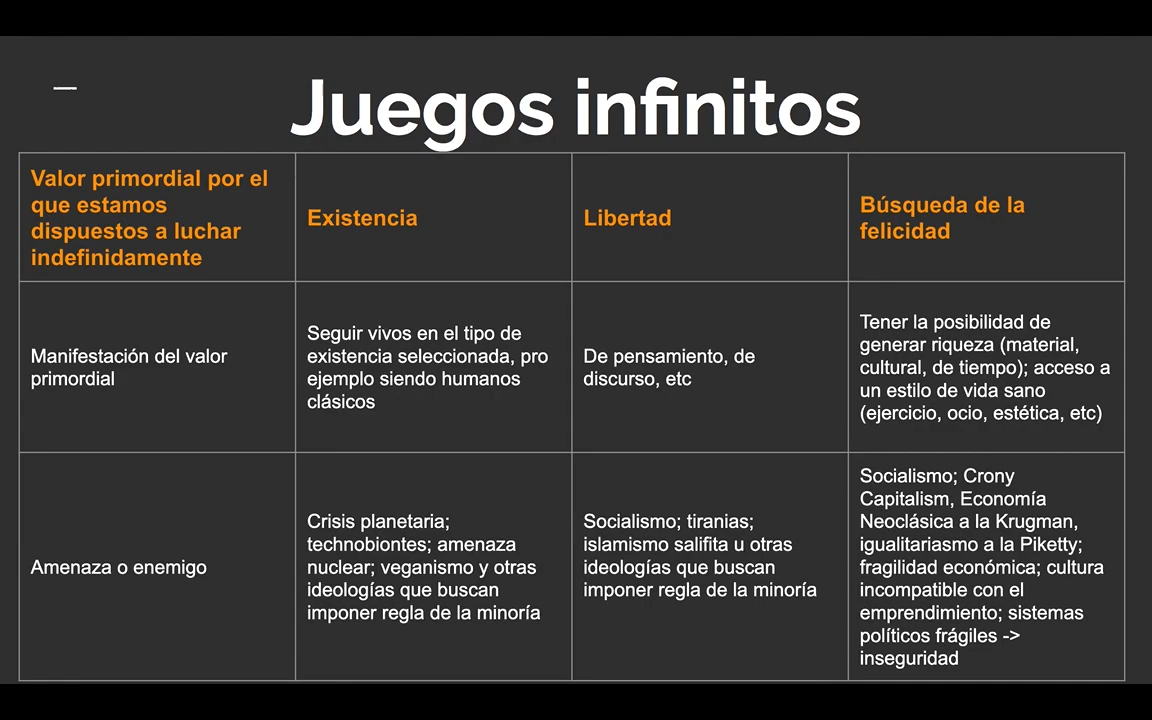 Juegos infinitos
Valor primordial por el
que estamos
dispuestos a luchar
indefinidamente
Existencia
Libertad
Búsqueda de la
felicidad
Manifestación del valor
primordial
Seguir vivos en el tipo de
existencia seleccionada, pro
ejemplo siendo humanos
clásicos
De pensamiento, de
discurso, etc
Tener la posibilidad de
generar riqueza (material,
cultural, de tiempo); acceso a
un estilo de vida sano
(ejercicio, ocio, estética, etc)
Amenaza o enemigo
Crisis planetaria;
technobiontes; amenaza
nuclear; veganismo y otras
ideologías que buscan
imponer regla de la minoría
Socialismo; tiranias;
islamismo salifita u otras
ideologías que buscan
imponer regla de la minoría
Socialismo; Crony
Capitalism, Economía
Neoclásica a la Krugman,
igualitariasmo a la Piketty;
fragilidad económica; cultura
incompatible con el
emprendimiento; sistemas
políticos frágiles ->
inseguridad